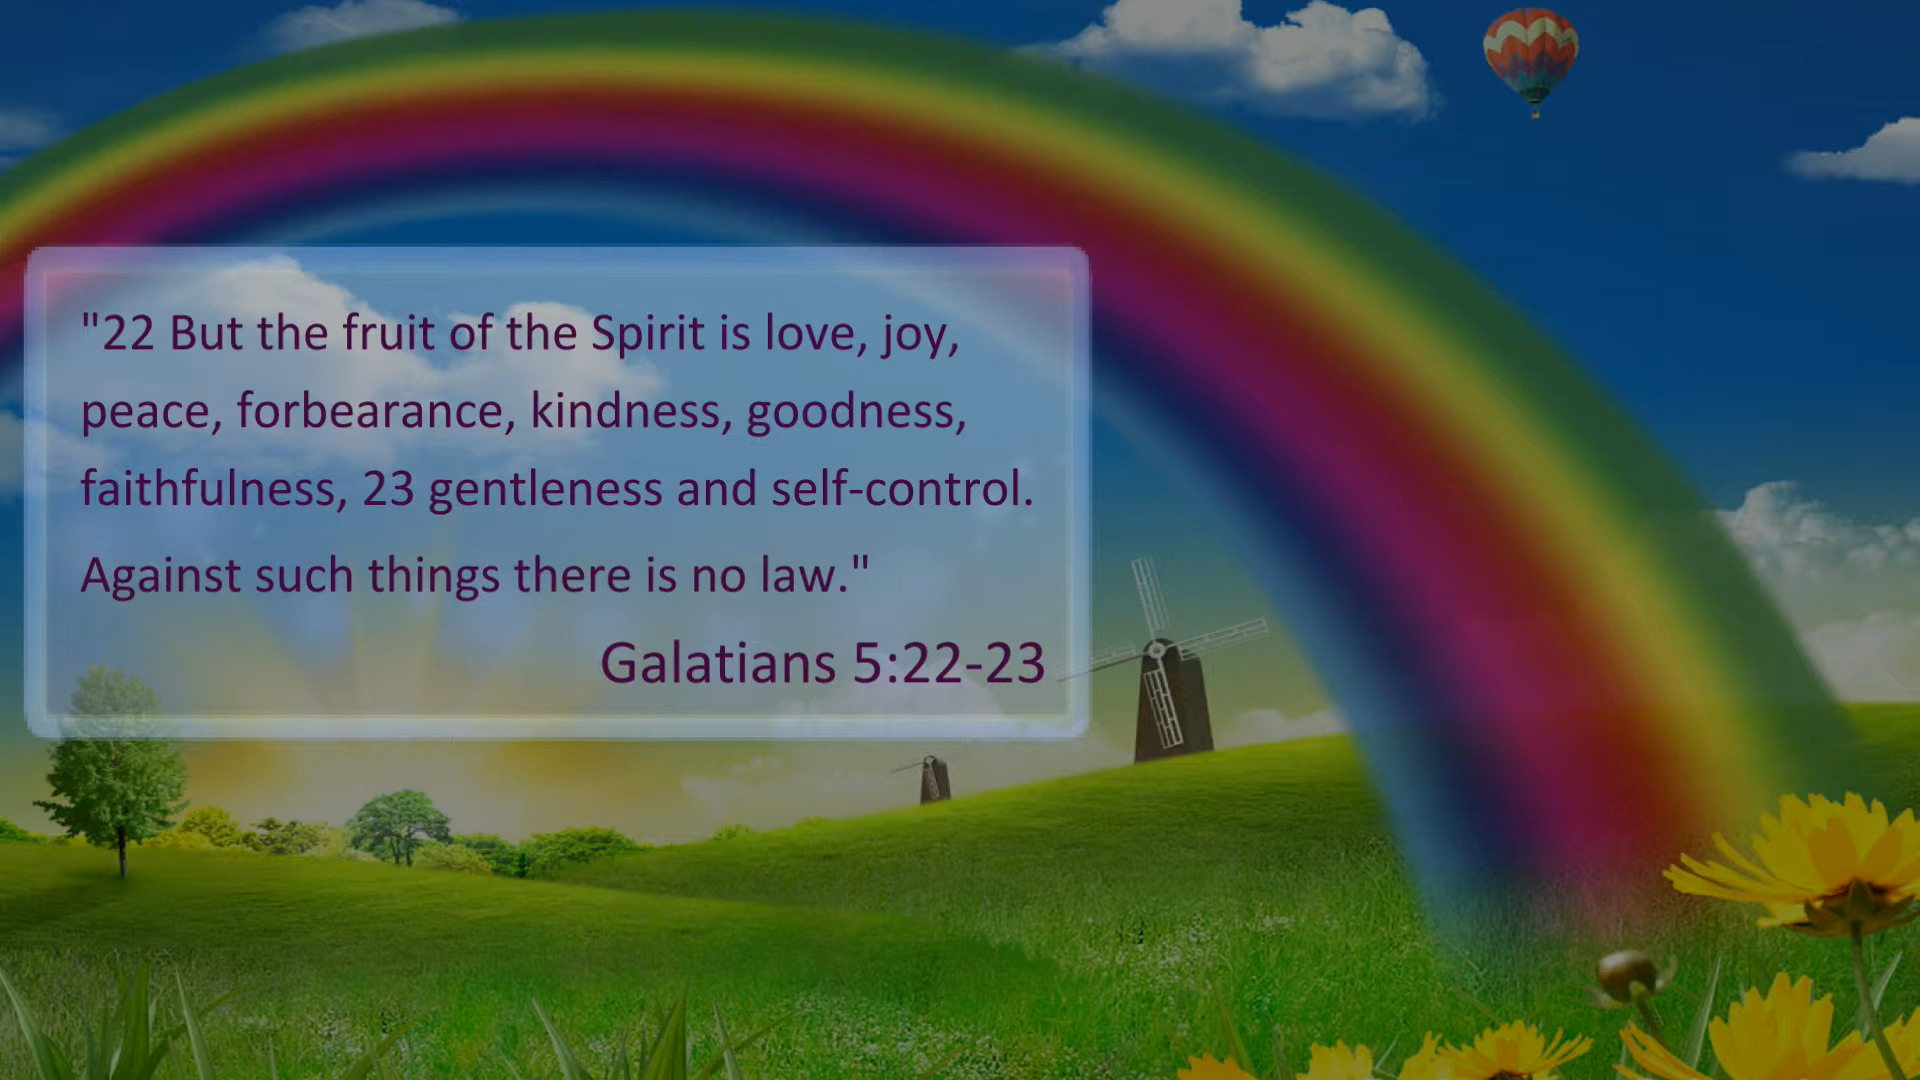 "22 But the fruit of the Spirit is love, joy,
peace, forbearance, kindness, goodness,
faithfulness, 23 gentleness and self-control.
Against such things there is no law."
Galatians 5:22-23